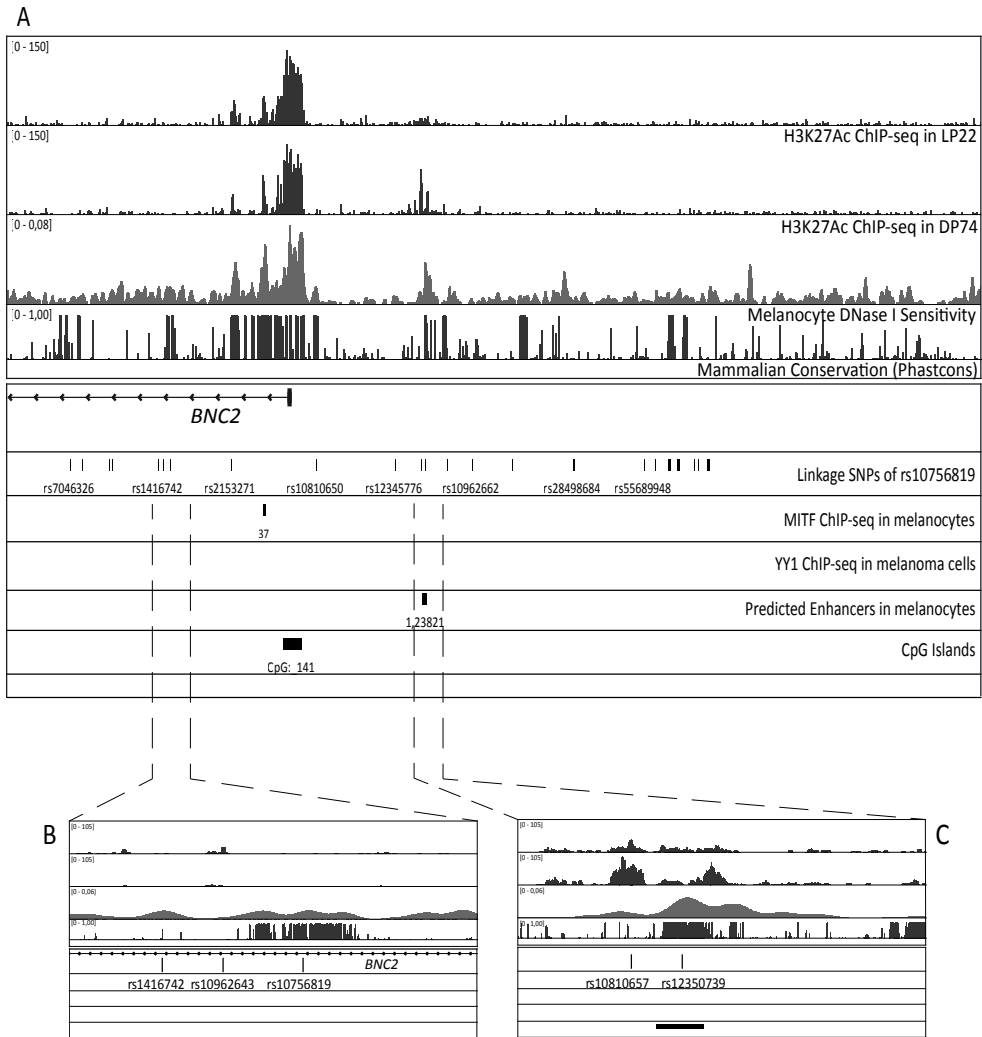 A
[0 - 150]
H3K27Ac ChIP-seq in LP22
[0 - 150]
H3K27Ac ChIP-seq in DP74
[0 - 0,08]
Melanocyte DNase I Sensitivity
[0 - 1,00]
Mammalian Conservation (Phastcons)
BNC2
Linkage SNPs of rs10756819
rs7046326 rs1416742 rs2153271 rs10810650 rs12345776 rs10962662 rs28498684 rs55689948
MITF ChIP-seq in melanocytes
37
YY1 ChIP-seq in melanoma cells
Predicted Enhancers in melanocytes
1,23821
CpG Islands
CpG:_141
B
[0 - 105]
[0 - 105]
[0 - 0,06]
[0 - 1,00]
BNC2
rs1416742 rs10962643 rs10756819
C
[0 - 105]
[0 - 105]
[0 - 0,06]
[0 - 1,00]
rs10810657 rs12350739